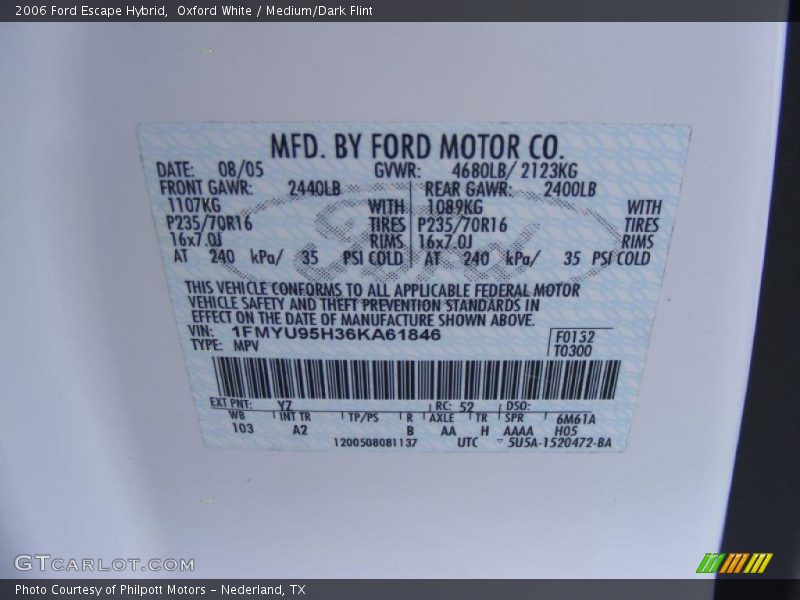 2006 Ford Escape Hybrid, Oxford White / Medium/Dark Flint
MFD. BY FORD MOTOR CO.
DATE: 08/05 GVWR: 4680LB/ 2123KG
FRONT GAWR: 2440LB REAR GAWR: 2400LB
1107KG WITH 1089KG WITH
P235/70R16 TIRES P235/70R16 TIRES
16x7.0J RIMS 16x7.0J RIMS
AT 240 kPa/ 35 PSI COLD AT 240 kPa/ 35 PSI COLD
Ford
THIS VEHICLE CONFORMS TO ALL APPLICABLE FEDERAL MOTOR
VEHICLE SAFETY AND THEFT PREVENTION STANDARDS IN
EFFECT ON THE DATE OF MANUFACTURE SHOWN ABOVE.
VIN: 1FMYU95H36KA61846 F0132
TYPE: MPV T0300
EXT PNT: YZ RC: 52 DSO:
WB INT TR TP/PS R AXLE TR SPR 6M61A
103 A2 B AA H AAAA H05
1200508081137 UTC 5U5A-1520472-BA
GTCARLOT.COM
Photo Courtesy of Philpott Motors – Nederland, TX